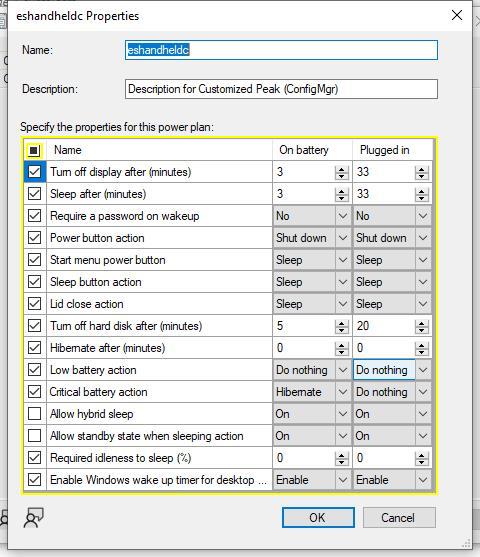 eshandheldc Properties
Name: eshandheldc
Description: Description for Customized Peak (ConfigMgr)
Specify the properties for this power plan:
Name On battery Plugged in
Turn off display after (minutes) 3 33
Sleep after (minutes) 3 33
Require a password on wakeup No No
Power button action Shut down Shut down
Start menu power button Sleep Sleep
Sleep button action Sleep Sleep
Lid close action Sleep Sleep
Turn off hard disk after (minutes) 5 20
Hibernate after (minutes) 0 0
Low battery action Do nothing Do nothing
Critical battery action Hibernate Do nothing
Allow hybrid sleep On On
Allow standby state when sleeping action On On
Required idleness to sleep (%) 0 0
Enable Windows wake up timer for desktop ... Enable Enable
OK Cancel